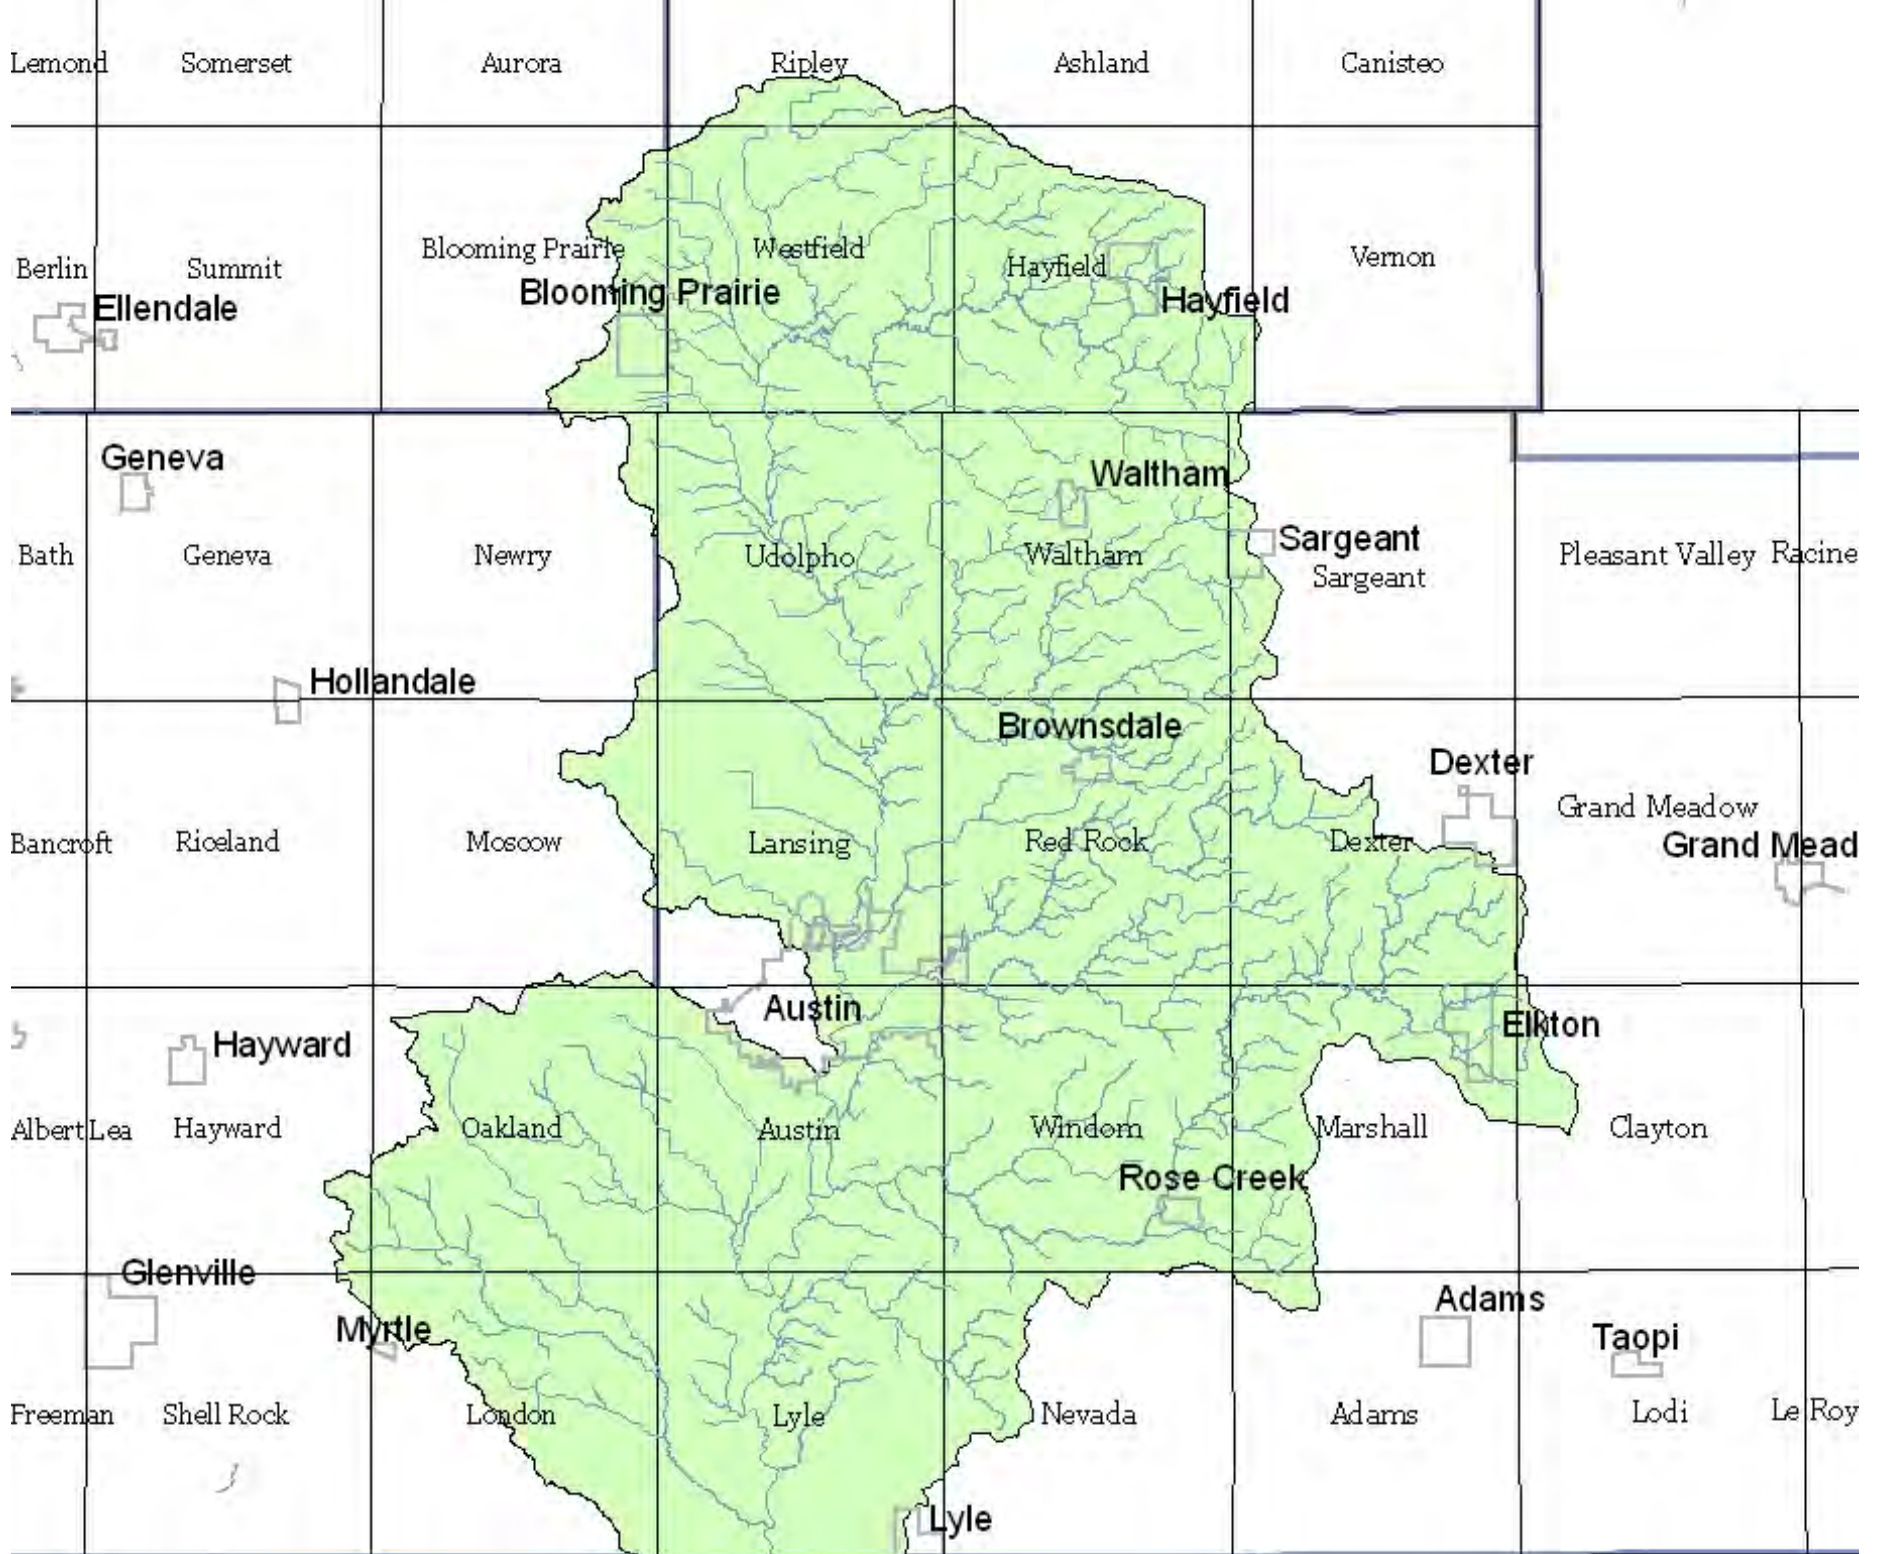 Lemond
Somerset
Aurora
Ripley
Ashland
Canisteo
Blooming Prairie
Westfield
Vernon
Berlin
Summit
Hayfield
Blooming Prairie
Hayfield
Ellendale
Geneva
Waltham
Sargeant
Bath
Geneva
Newry
Udolpho
Waltham
Sargeant
Pleasant Valley
Racine
Hollandale
Brownsdale
Dexter
Grand Meadow
Bancroft
Riceland
Moscow
Lansing
Red Rock
Dexter
Grand Mead
Austin
Elkton
Hayward
Albert Lea
Hayward
Oakland
Austin
Windom
Marshall
Clayton
Rose Creek
Glenville
Adams
Myrtle
Taopi
Freeman
Shell Rock
London
Lyle
Nevada
Adams
Lodi
Le Roy
Lyle